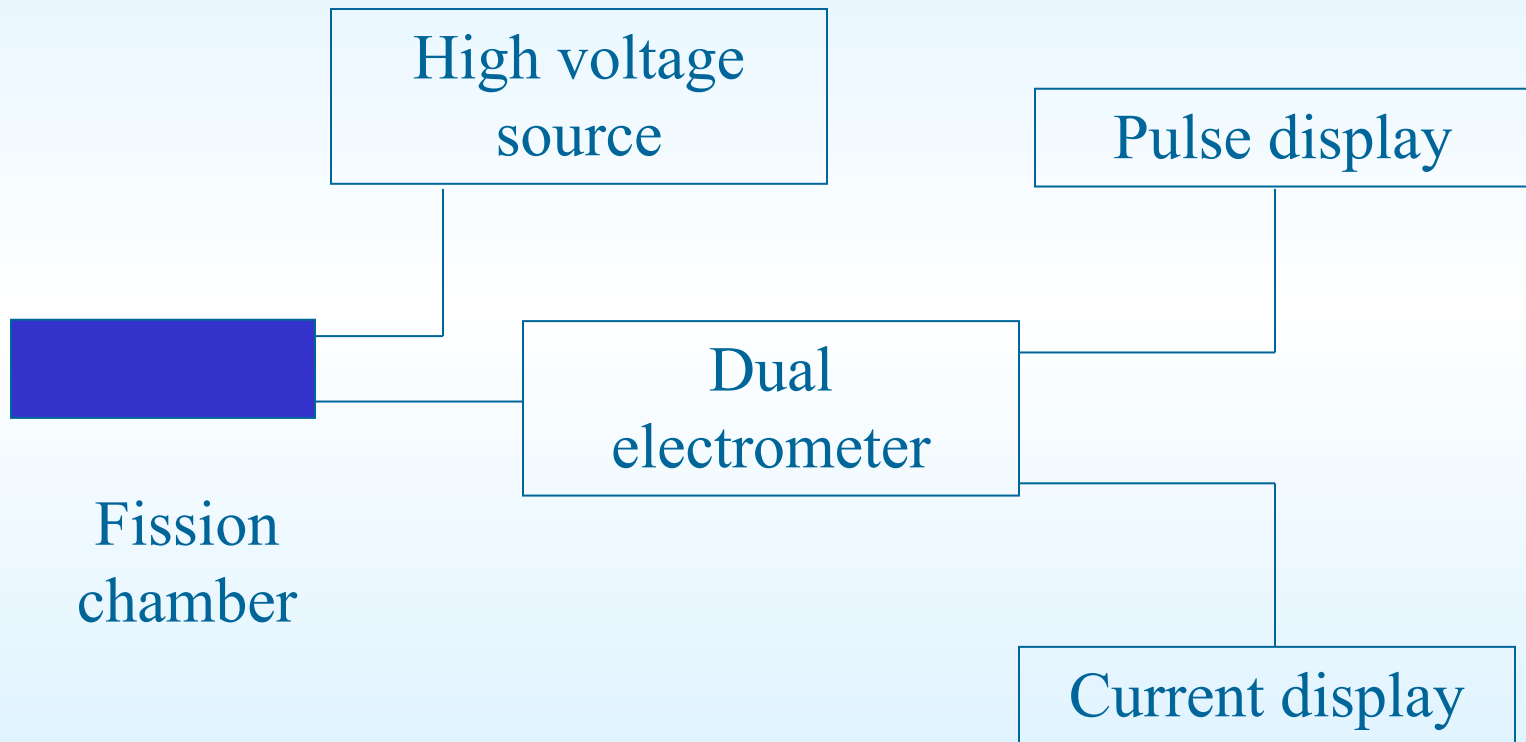 High voltage
source
Pulse display
Dual
electrometer
Fission
chamber
Current display